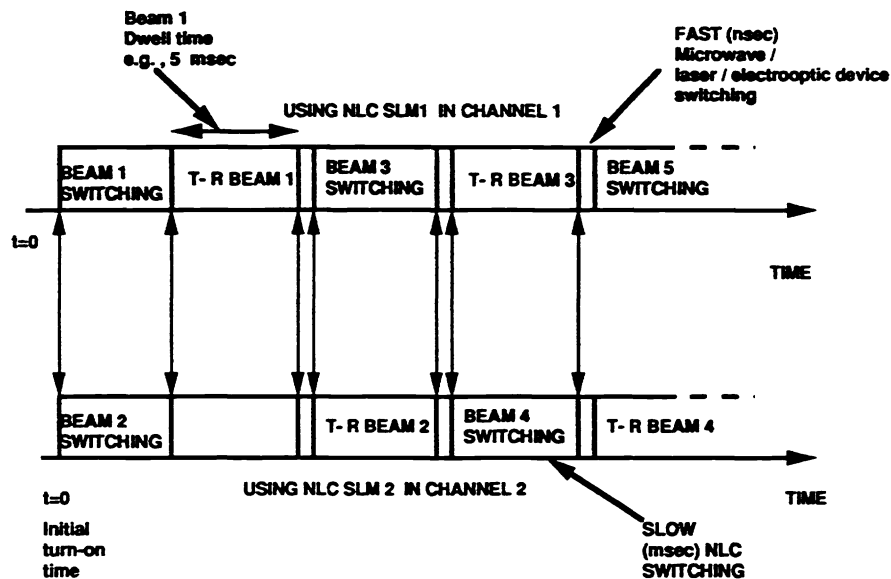 Beam 1
Dwell time
e.g., 5 msec
FAST (nsec)
Microwave /
laser / electrooptic device
switching
USING NLC SLM1 IN CHANNEL 1
BEAM 1
SWITCHING
T- R BEAM 1
BEAM 3
SWITCHING
T- R BEAM 3
BEAM 5
SWITCHING
t=0
TIME
BEAM 2
SWITCHING
T- R BEAM 2
BEAM 4
SWITCHING
T- R BEAM 4
t=0
USING NLC SLM 2 IN CHANNEL 2
TIME
Initial
turn-on
time
SLOW
(msec) NLC
SWITCHING